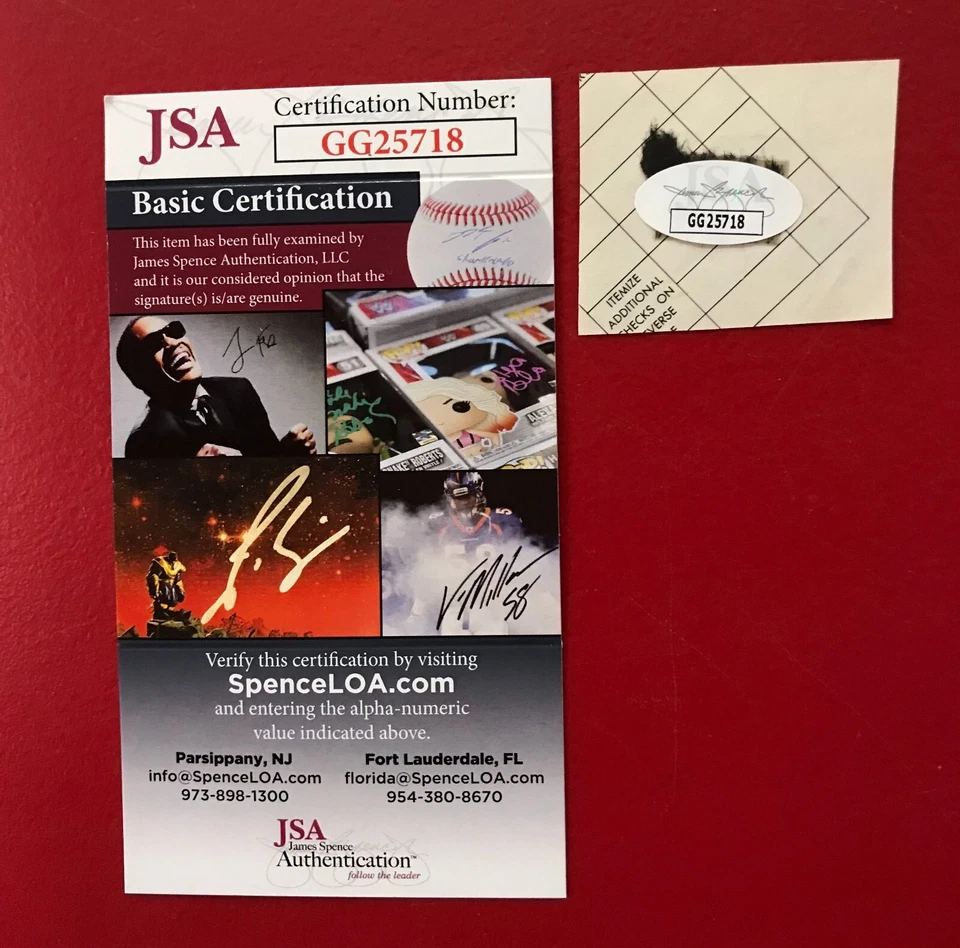 JSA
Certification Number:
GG25718
Basic Certification
This item has been fully examined by
James Spence Authentication, LLC
and it is our considered opinion that the
signature(s) is/are genuine.
V. Miller
58
Verify this certification by visiting
SpenceLOA.com
and entering the alpha-numeric
value indicated above.
Parsippany, NJ
info@SpenceLOA.com
973-898-1300
Fort Lauderdale, FL
florida@SpenceLOA.com
954-380-8670
JSA
James Spence
Authentication™
follow the leader
JSA
GG25718
ITEMIZE
ADDITIONAL
CHECKS ON